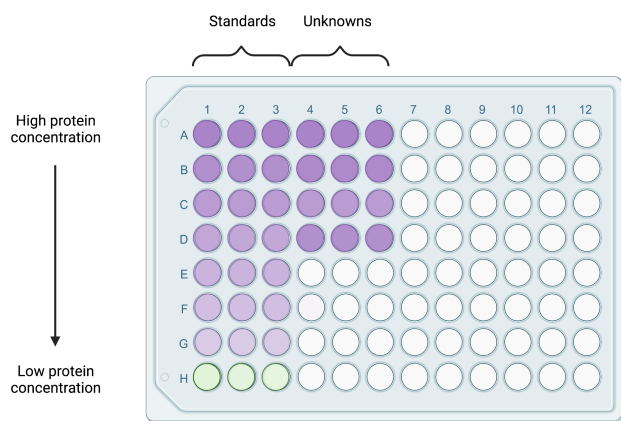 Standards Unknowns
High protein
concentration
1 2 3 4 5 6 7 8 9 10 11 12
A
B
C
D
E
F
G
H
Low protein
concentration